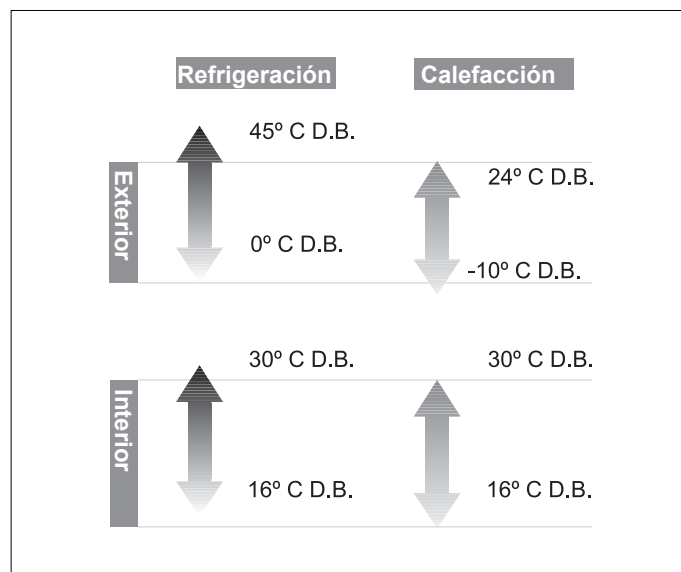 Refrigeración
Calefacción
Exterior
45º C D.B.
24º C D.B.
0º C D.B.
-10º C D.B.
Interior
30º C D.B.
30º C D.B.
16º C D.B.
16º C D.B.